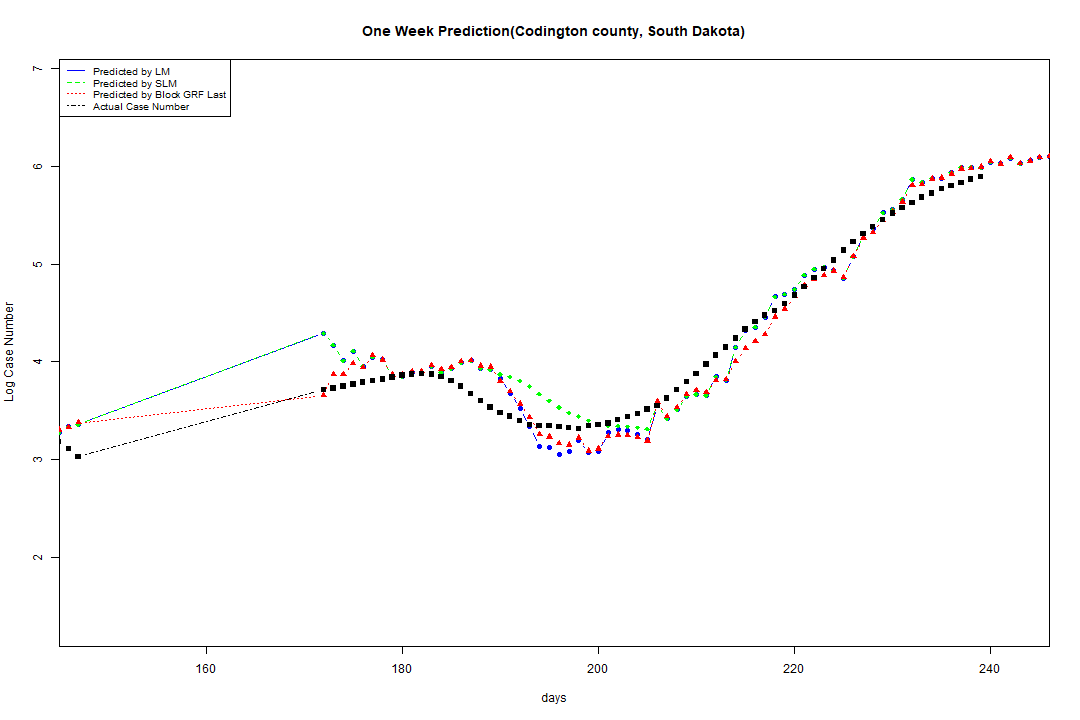 One Week Prediction(Codington county, South Dakota)
Predicted by LM
Predicted by SLM
Predicted by Block GRF Last
Actual Case Number
7
6
5
4
3
2
Log Case Number
160 180 200 220 240
days